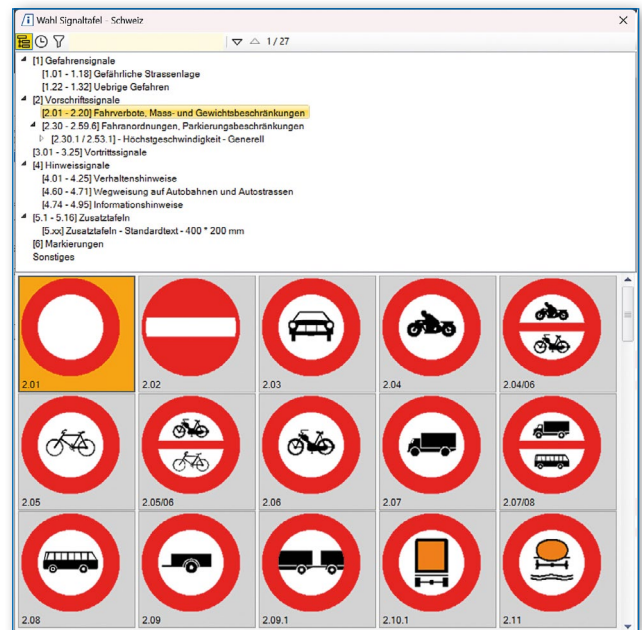 Wahl Signaltafel - Schweiz
1 / 27
[1] Gefahrensignale
[1.01 - 1.18] Gefährliche Strassenlage
[1.22 - 1.32] Uebrige Gefahren
[2] Vorschriftssignale
[2.01 - 2.20] Fahrverbote, Mass- und Gewichtsbeschränkungen
[2.30 - 2.59.6] Fahranordnungen, Parkierungsbeschränkungen
[2.30.1 / 2.53.1] - Höchstgeschwindigkeit - Generell
[3.01 - 3.25] Vortrittssignale
[4] Hinweissignale
[4.01 - 4.25] Verhaltenshinweise
[4.60 - 4.71] Wegweisung auf Autobahnen und Autostrassen
[4.74 - 4.95] Informationshinweise
[5.1 - 5.16] Zusatztafeln
[5.xx] Zusatztafeln - Standardtext - 400 * 200 mm
[6] Markierungen
Sonstiges
2.01 2.02 2.03 2.04 2.04/06
2.05 2.05/06 2.06 2.07 2.07/08
2.08 2.09 2.09.1 2.10.1 2.11